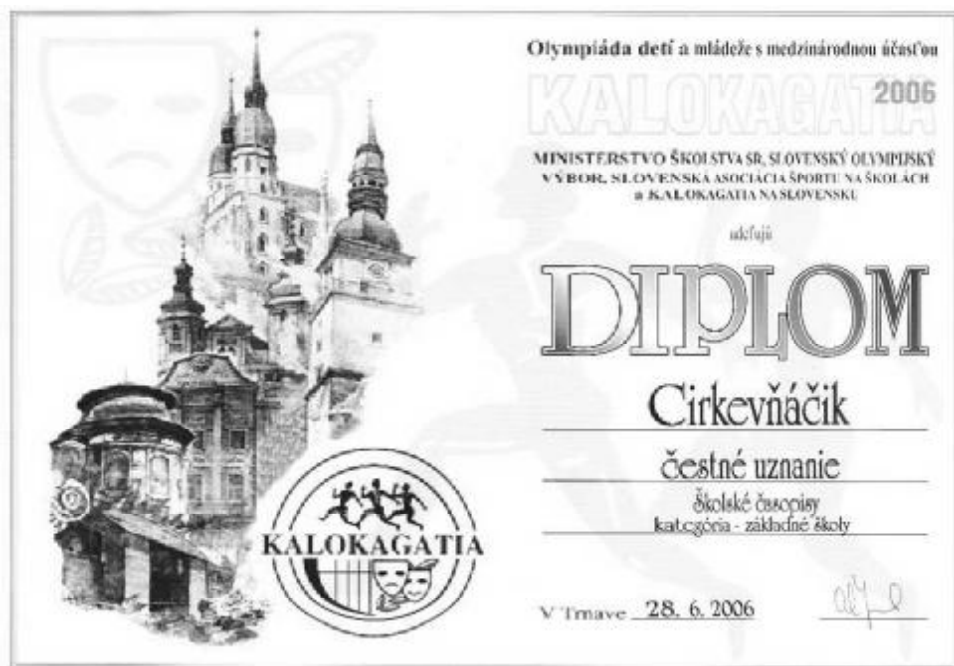 Olympiáda detí a mládeže s medzinárodnou účasťou
KALOKAGATIA 2006
MINISTERSTVO ŠKOLSTVA SR, SLOVENSKÝ OLYMPIJSKÝ
VÝBOR, SLOVENSKÁ ASOCIÁCIA ŠPORTU NA ŠKOLÁCH
a KALOKAGATIA NA SLOVENSKU
udeľujú
DIPLOM
Cirkevňáčik
čestné uznanie
Školské časopisy
kategória - základné školy
KALOKAGATIA
V Trnave 28. 6. 2006